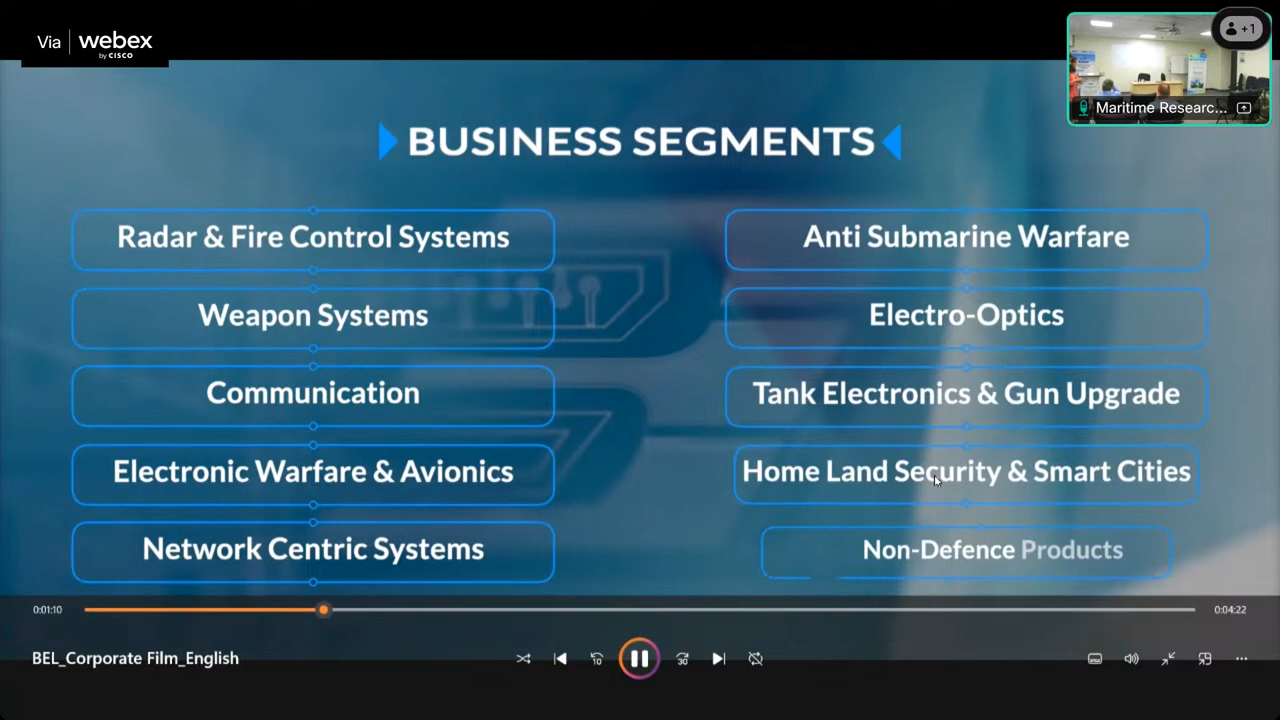 Via webex
by CISCO
+1
Maritime Researc...
BUSINESS SEGMENTS
Radar & Fire Control Systems
Weapon Systems
Communication
Electronic Warfare & Avionics
Network Centric Systems
Anti Submarine Warfare
Electro-Optics
Tank Electronics & Gun Upgrade
Home Land Security & Smart Cities
Non-Defence Products
0:01:10
0:04:22
BEL_Corporate Film_English
10
30